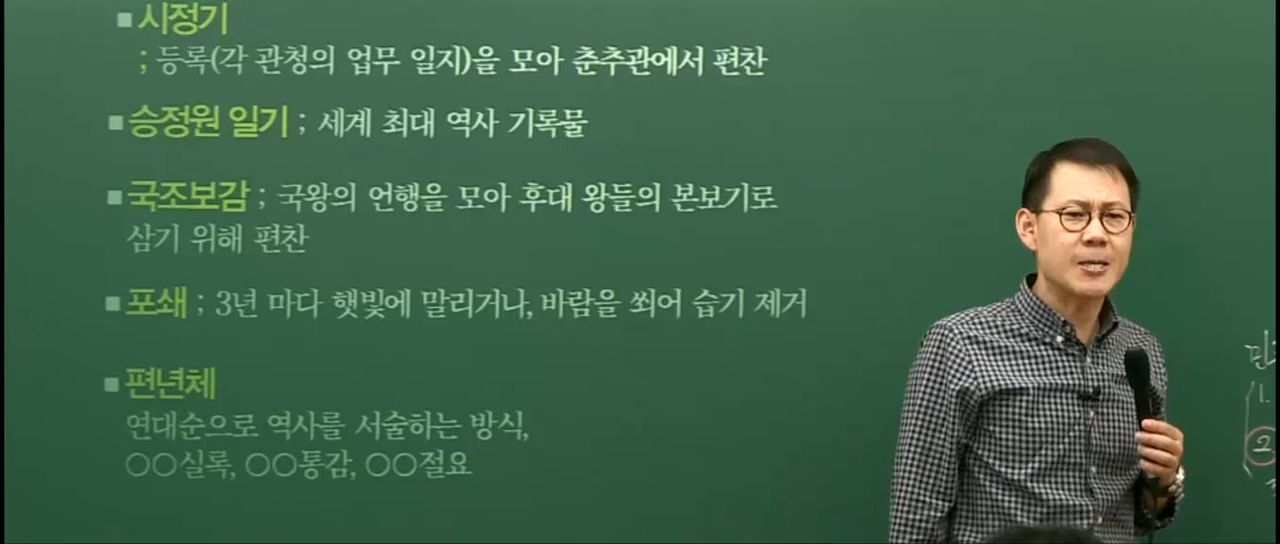 ■ 시정기
; 등록(각 관청의 업무 일지)을 모아 춘추관에서 편찬
■ 승정원 일기 ; 세계 최대 역사 기록물
■ 국조보감 ; 국왕의 언행을 모아 후대 왕들의 본보기로
삼기 위해 편찬
■ 포쇄 ; 3년 마다 햇빛에 말리거나, 바람을 쐬어 습기 제거
■ 편년체
연대순으로 역사를 서술하는 방식,
○○실록, ○○통감, ○○절요
1.
2